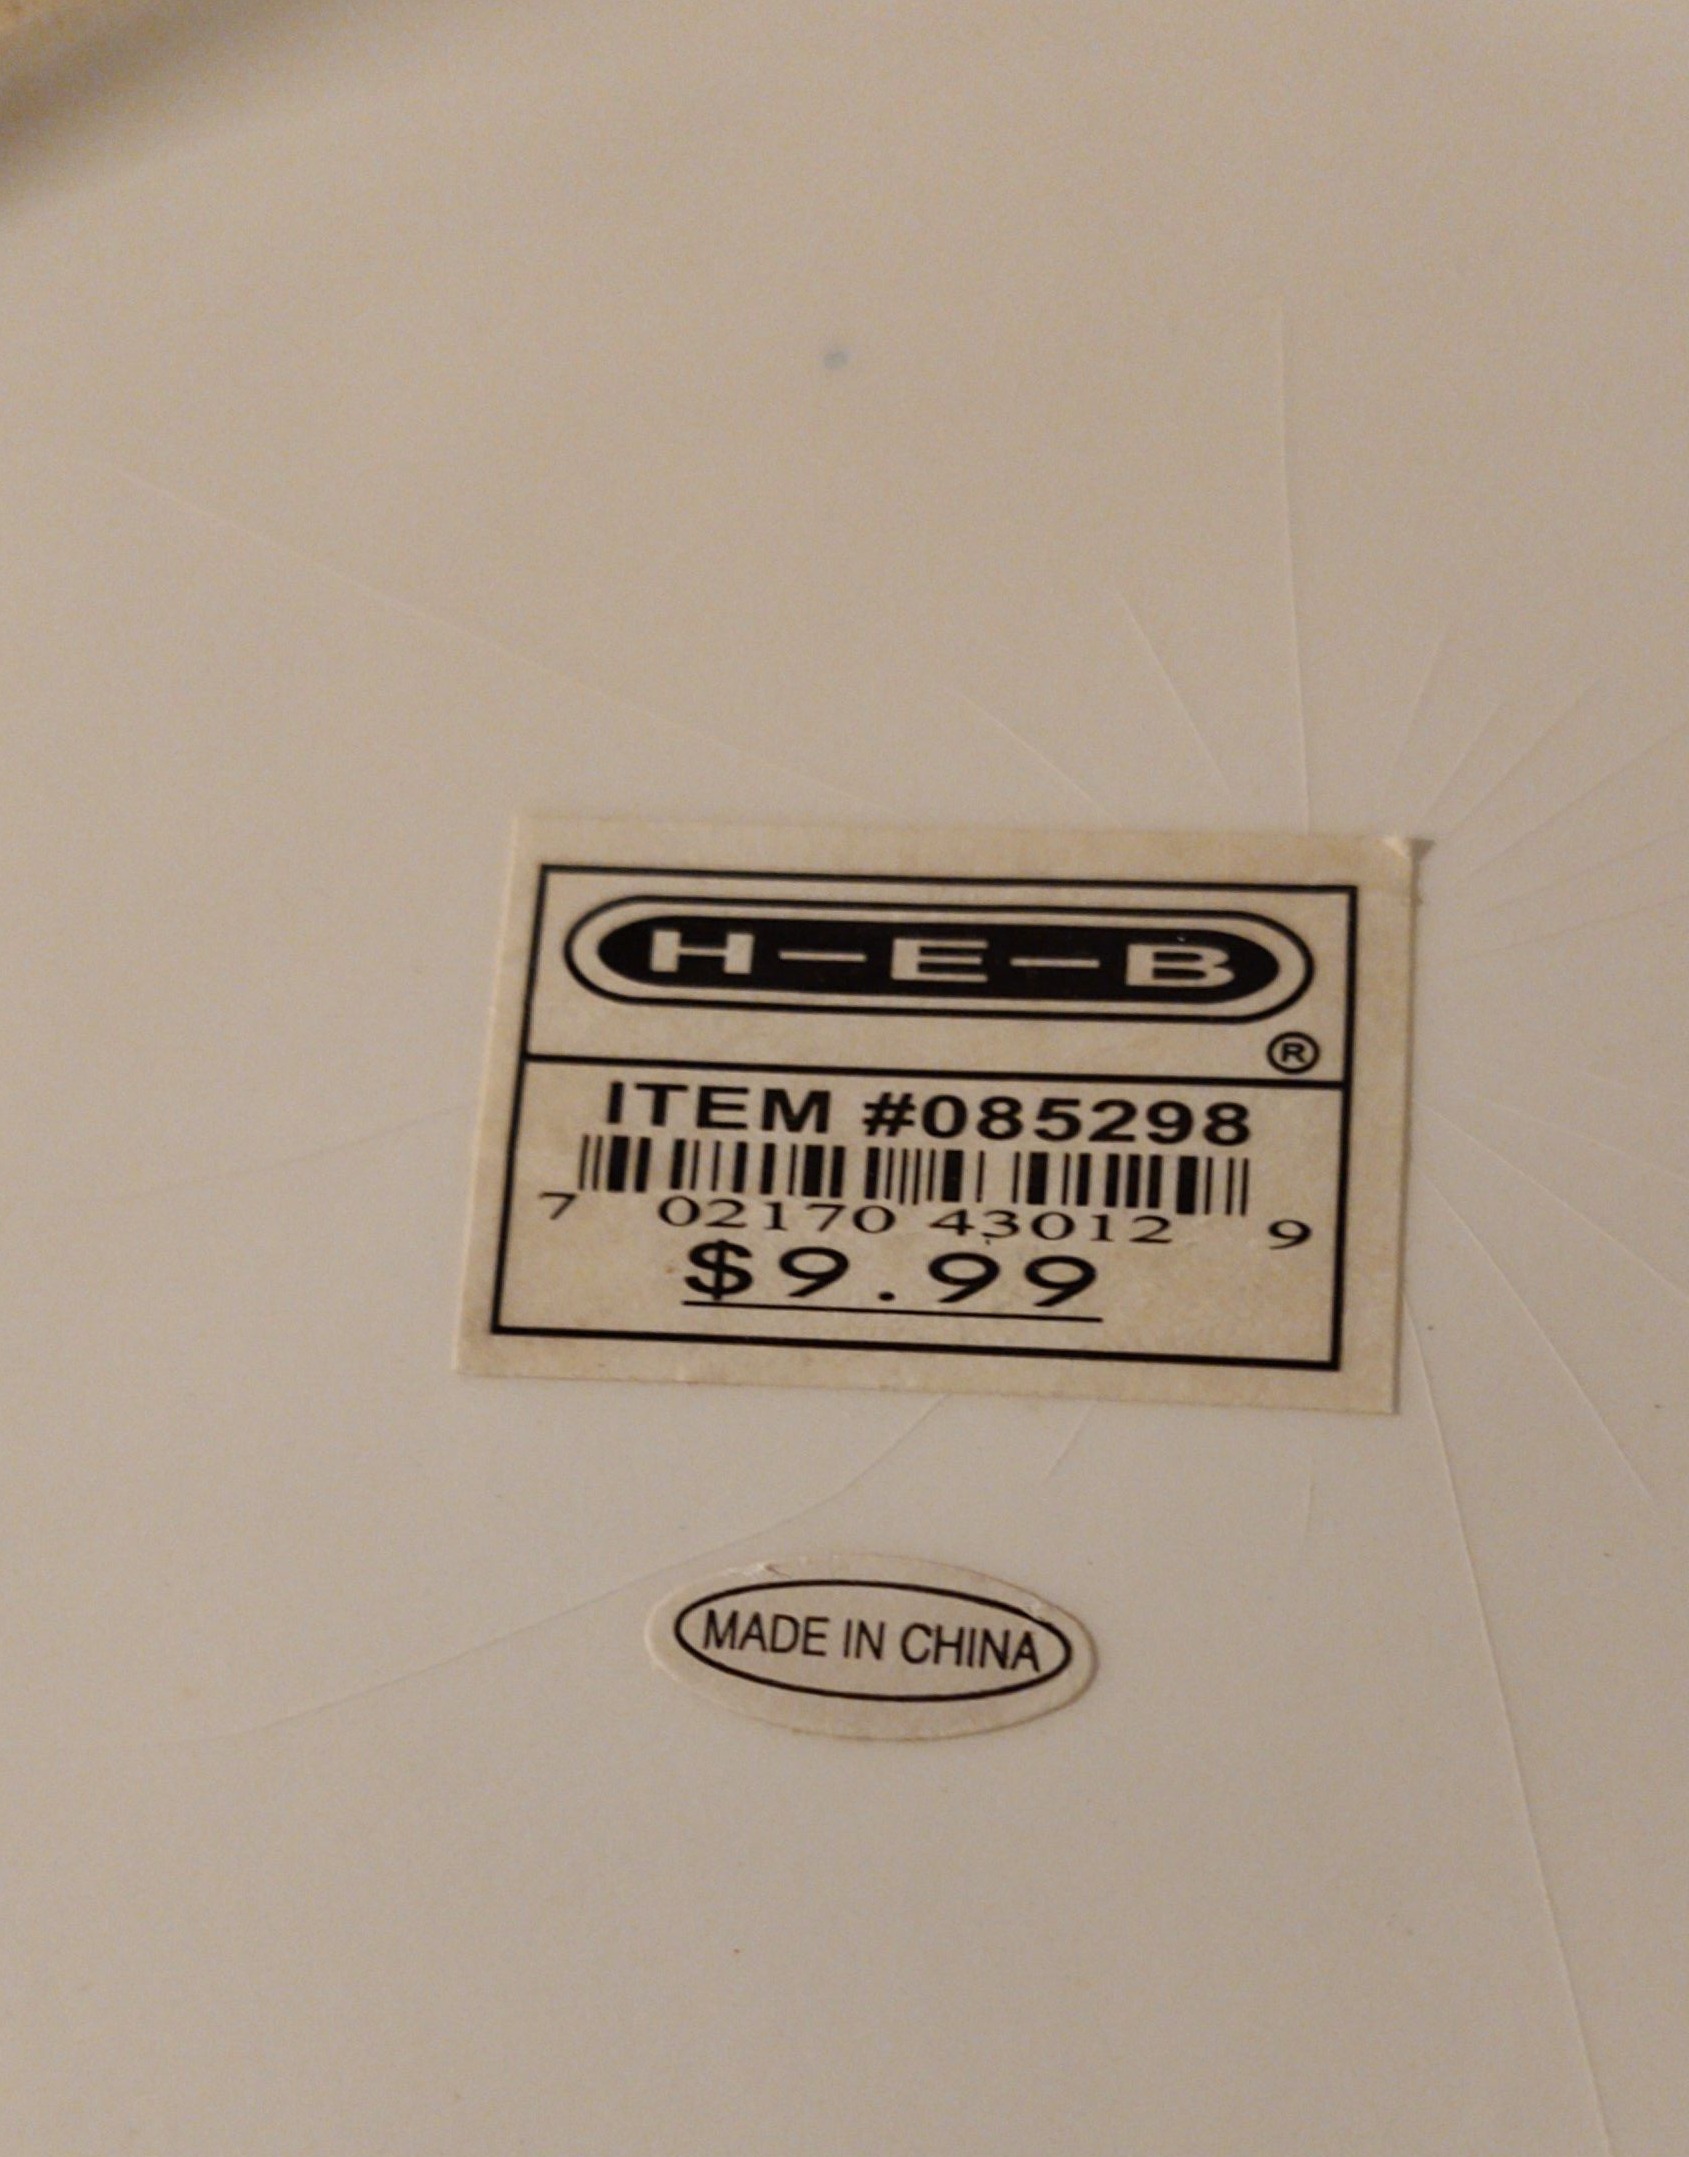 H-E-B
®
ITEM #085298
7 02170 43012 9
$9.99
MADE IN CHINA